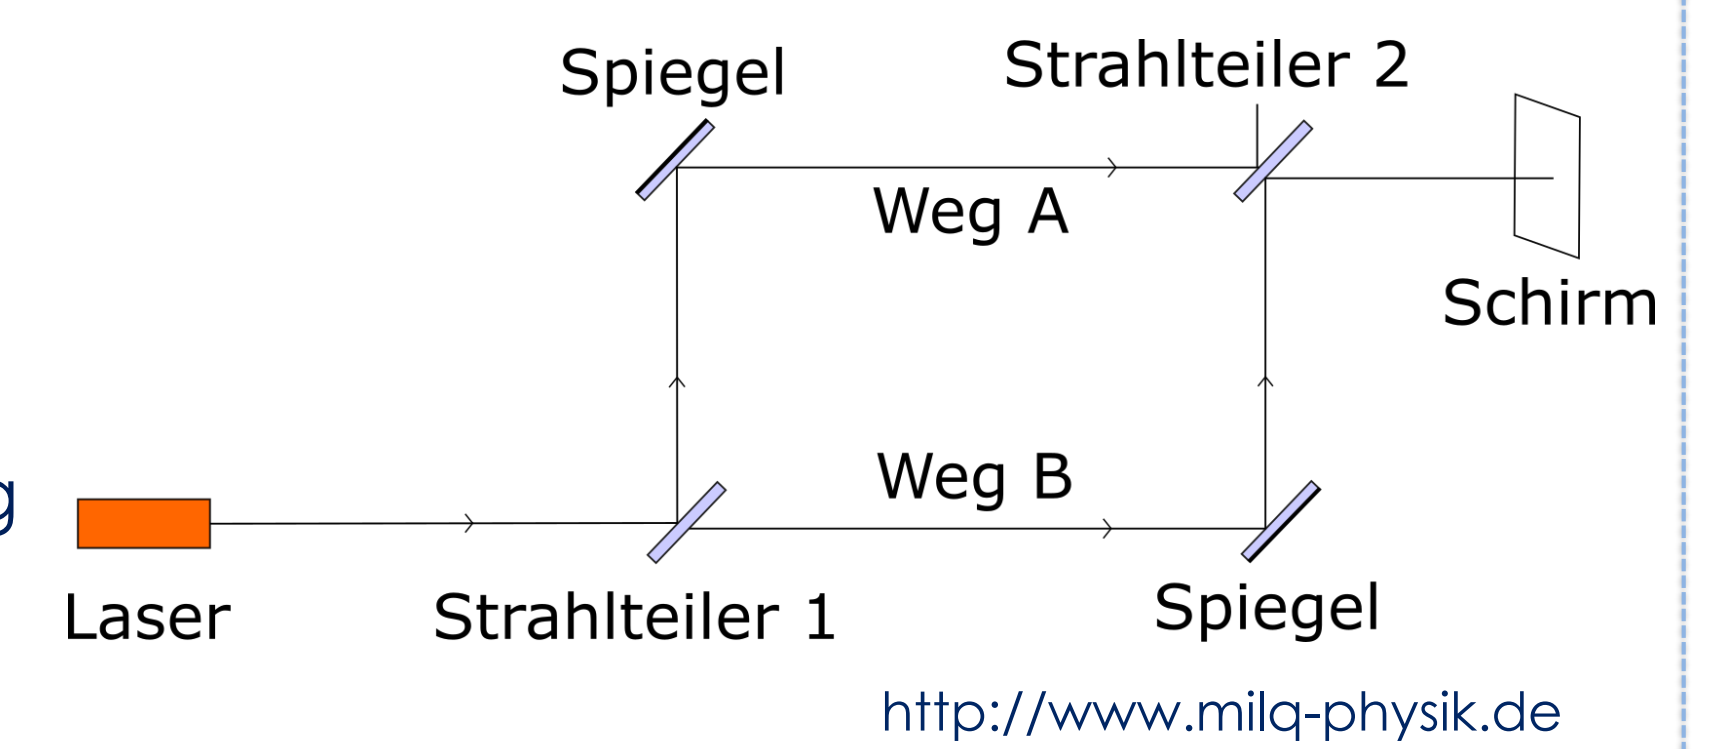 Spiegel
Strahlteiler 2
Weg A
Schirm
Weg B
g
Laser
Strahlteiler 1
Spiegel
http://www.milq-physik.de